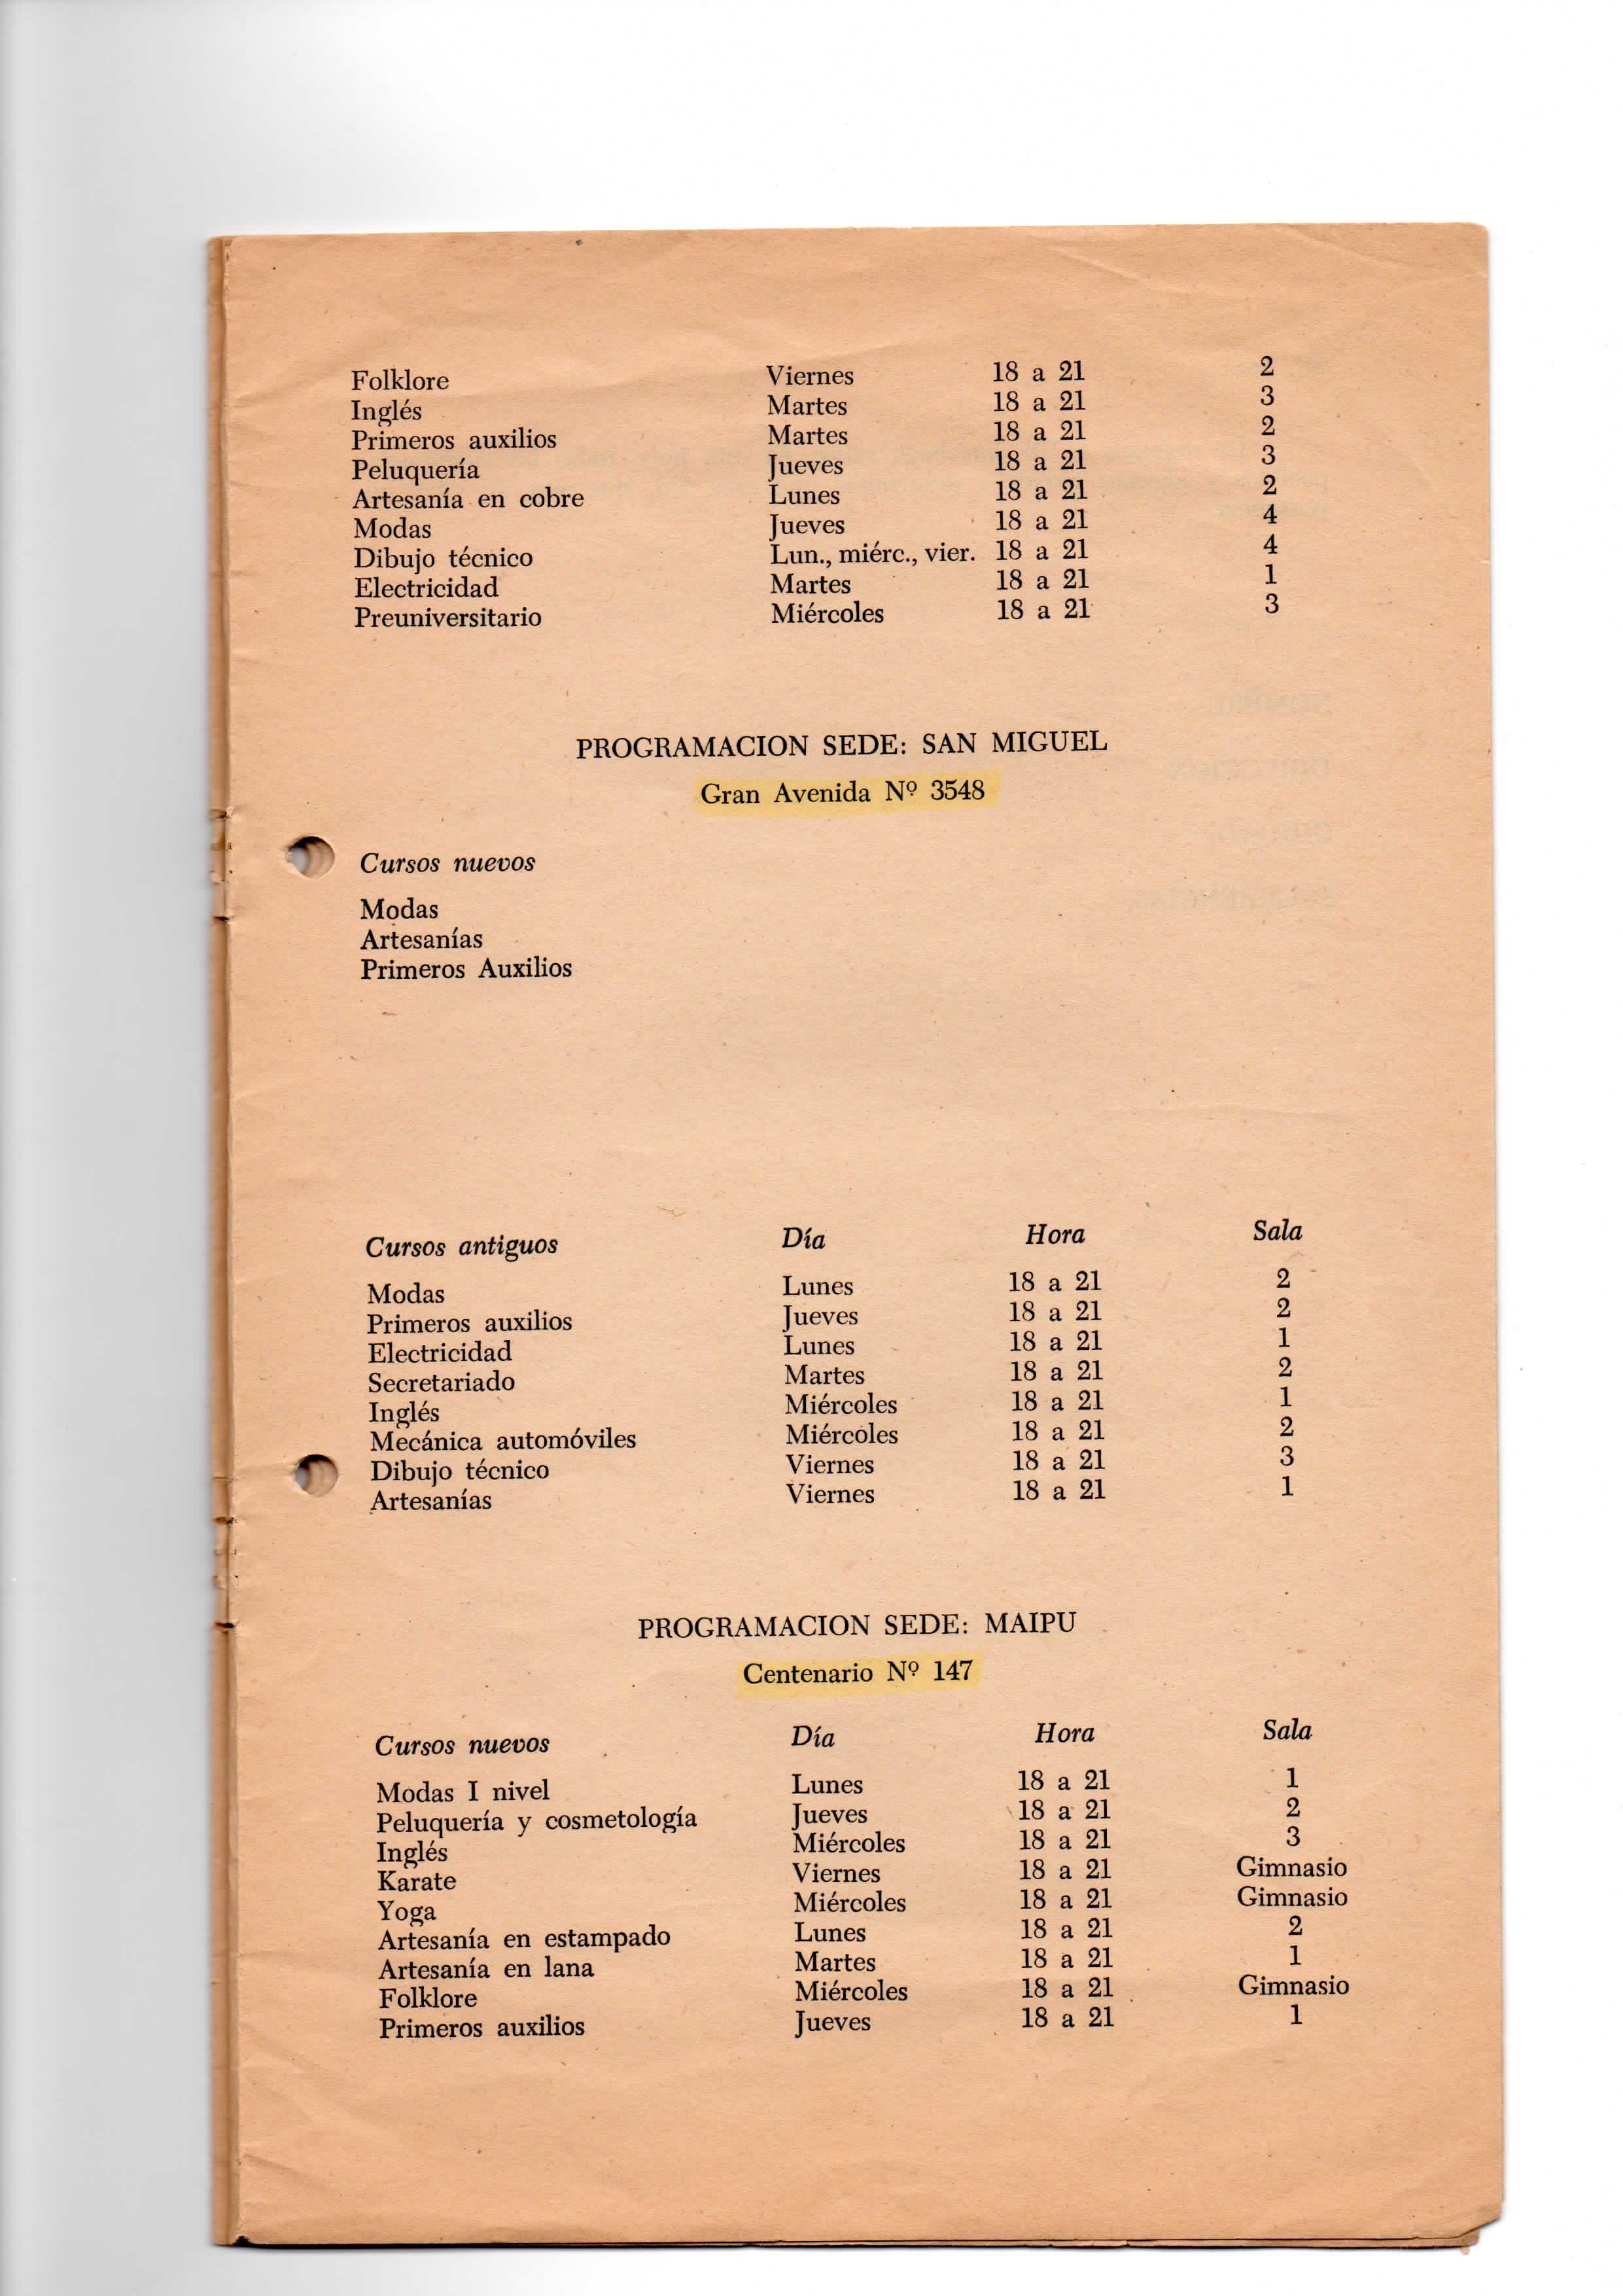 Folklore Viernes 18 a 21 2
Inglés Martes 18 a 21 3
Primeros auxilios Martes 18 a 21 2
Peluquería Jueves 18 a 21 3
Artesanía en cobre Lunes 18 a 21 2
Modas Jueves 18 a 21 4
Dibujo técnico Lun., miérc., vier. 18 a 21 4
Electricidad Martes 18 a 21 1
Preuniversitario Miércoles 18 a 21 3
PROGRAMACION SEDE: SAN MIGUEL
Gran Avenida Nº 3548
Cursos nuevos
Modas
Artesanías
Primeros Auxilios
Cursos antiguos Día Hora Sala
Modas Lunes 18 a 21 2
Primeros auxilios Jueves 18 a 21 2
Electricidad Lunes 18 a 21 1
Secretariado Martes 18 a 21 2
Inglés Miércoles 18 a 21 1
Mecánica automóviles Miércoles 18 a 21 2
Dibujo técnico Viernes 18 a 21 3
Artesanías Viernes 18 a 21 1
PROGRAMACION SEDE: MAIPU
Centenario Nº 147
Cursos nuevos Día Hora Sala
Modas I nivel Lunes 18 a 21 1
Peluquería y cosmetología Jueves 18 a 21 2
Inglés Miércoles 18 a 21 3
Karate Viernes 18 a 21 Gimnasio
Yoga Miércoles 18 a 21 Gimnasio
Artesanía en estampado Lunes 18 a 21 2
Artesanía en lana Martes 18 a 21 1
Folklore Miércoles 18 a 21 Gimnasio
Primeros auxilios Jueves 18 a 21 1